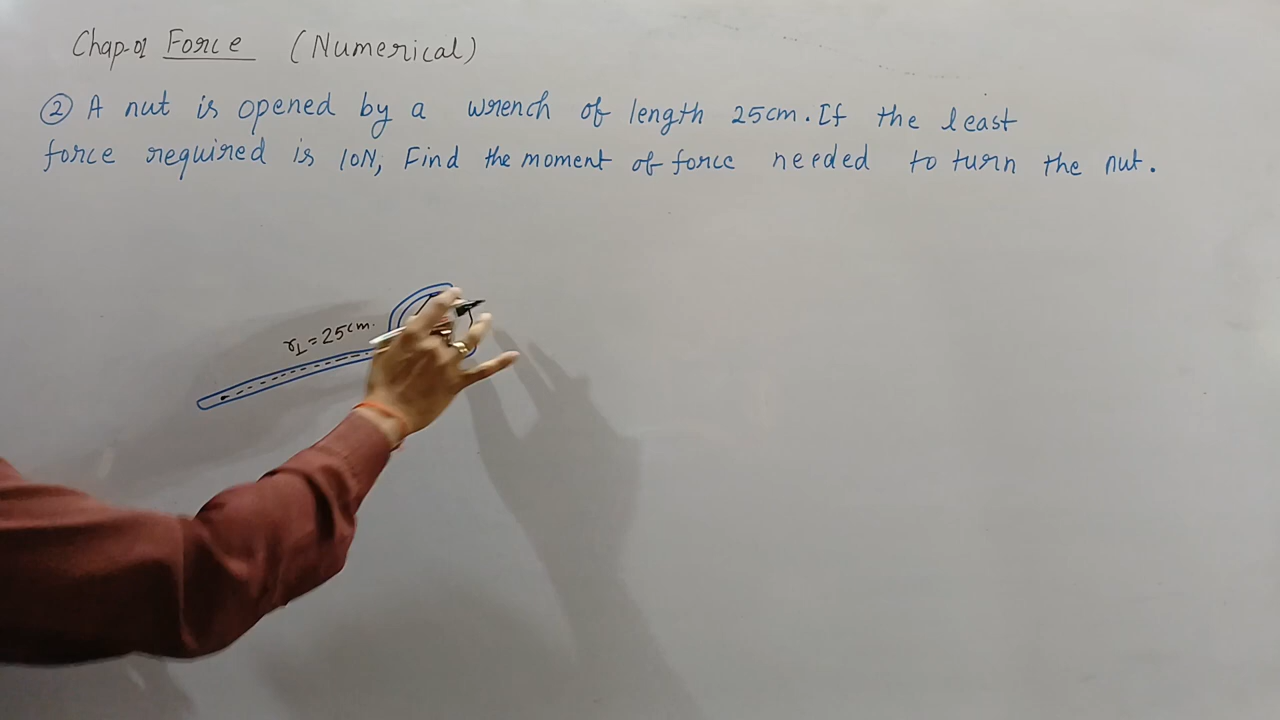 Chap-01 Force (Numerical)
② A nut is opened by a wrench of length 25cm. If the least
force required is 10N, Find the moment of force needed to turn the nut.
r⊥ = 25cm.